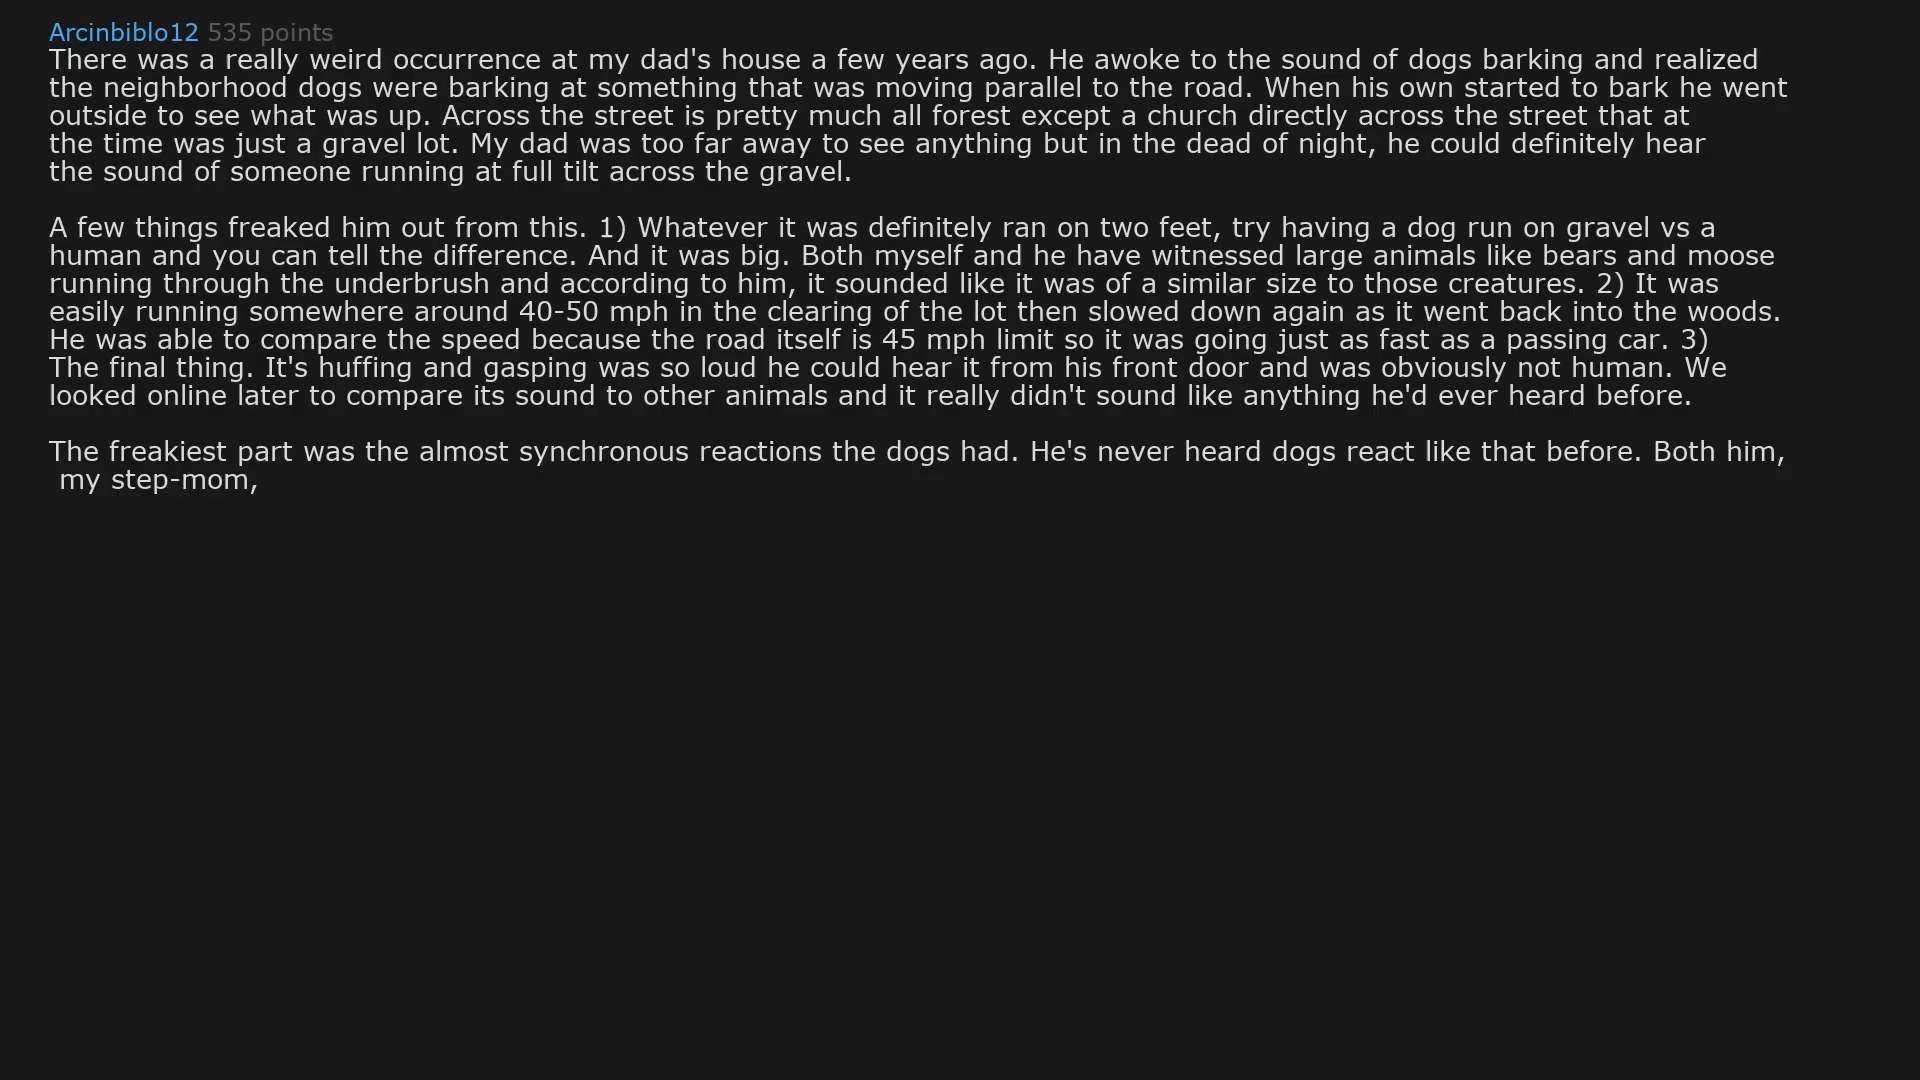 Arcinbiblo12 535 points
There was a really weird occurrence at my dad's house a few years ago. He awoke to the sound of dogs barking and realized
the neighborhood dogs were barking at something that was moving parallel to the road. When his own started to bark he went
outside to see what was up. Across the street is pretty much all forest except a church directly across the street that at
the time was just a gravel lot. My dad was too far away to see anything but in the dead of night, he could definitely hear
the sound of someone running at full tilt across the gravel.
A few things freaked him out from this. 1) Whatever it was definitely ran on two feet, try having a dog run on gravel vs a
human and you can tell the difference. And it was big. Both myself and he have witnessed large animals like bears and moose
running through the underbrush and according to him, it sounded like it was of a similar size to those creatures. 2) It was
easily running somewhere around 40-50 mph in the clearing of the lot then slowed down again as it went back into the woods.
He was able to compare the speed because the road itself is 45 mph limit so it was going just as fast as a passing car. 3)
The final thing. It's huffing and gasping was so loud he could hear it from his front door and was obviously not human. We
looked online later to compare its sound to other animals and it really didn't sound like anything he'd ever heard before.
The freakiest part was the almost synchronous reactions the dogs had. He's never heard dogs react like that before. Both him,
my step-mom,